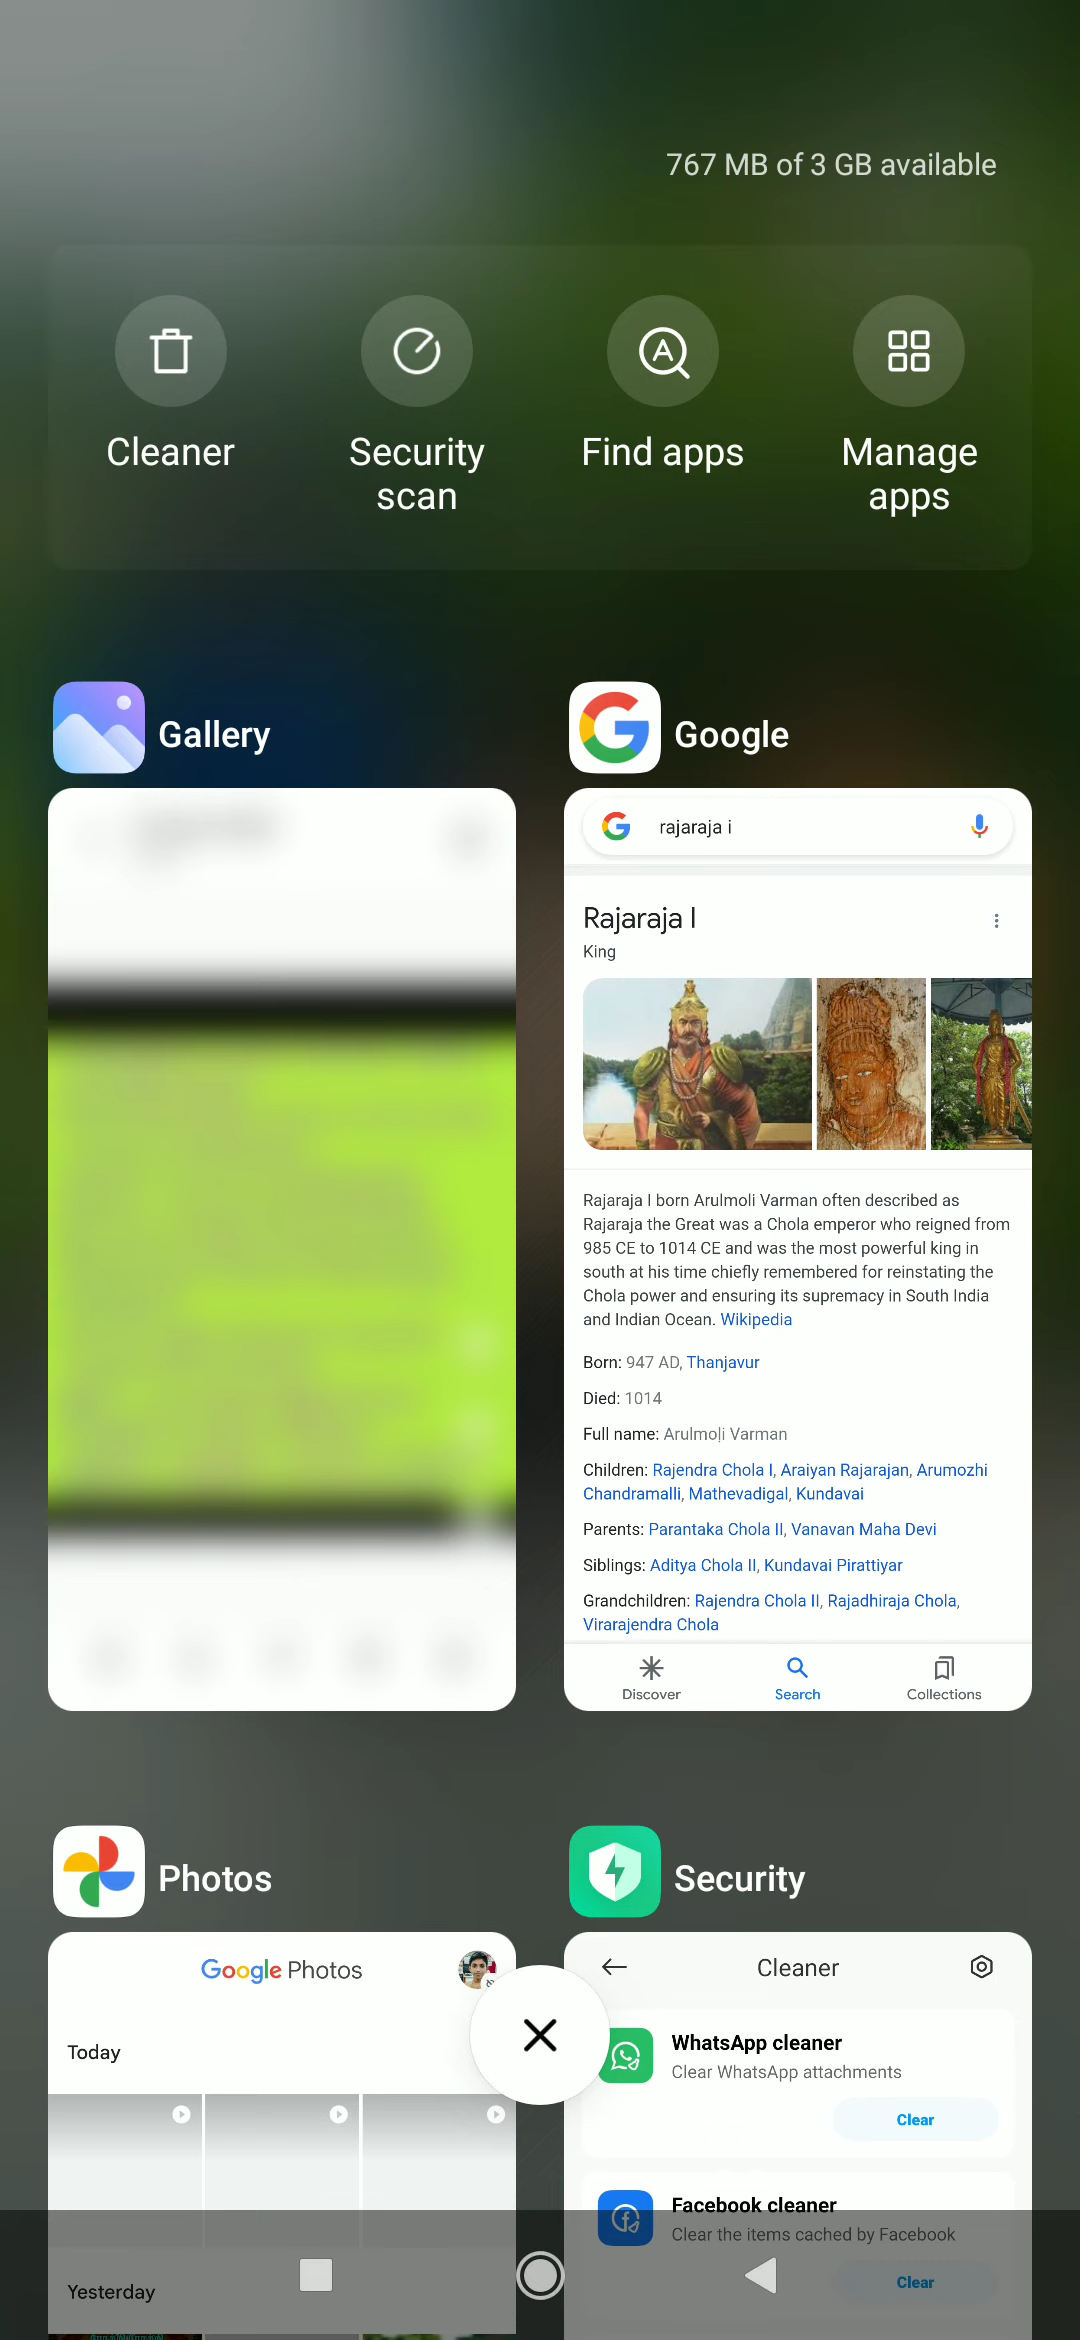 767 MB of 3 GB available
Cleaner
Security
scan
Find apps
Manage
apps
Gallery
Google
rajaraja i
Rajaraja I
King
Rajaraja I born Arulmoli Varman often described as
Rajaraja the Great was a Chola emperor who reigned from
985 CE to 1014 CE and was the most powerful king in
south at his time chiefly remembered for reinstating the
Chola power and ensuring its supremacy in South India
and Indian Ocean. Wikipedia
Born: 947 AD, Thanjavur
Died: 1014
Full name: Arulmoḷi Varman
Children: Rajendra Chola I, Araiyan Rajarajan, Arumozhi
Chandramalli, Mathevadigal, Kundavai
Parents: Parantaka Chola II, Vanavan Maha Devi
Siblings: Aditya Chola II, Kundavai Pirattiyar
Grandchildren: Rajendra Chola II, Rajadhiraja Chola,
Virarajendra Chola
Discover
Search
Collections
Photos
Security
Google Photos
Today
Yesterday
Cleaner
WhatsApp cleaner
Clear WhatsApp attachments
Clear
Facebook cleaner
Clear the items cached by Facebook
Clear